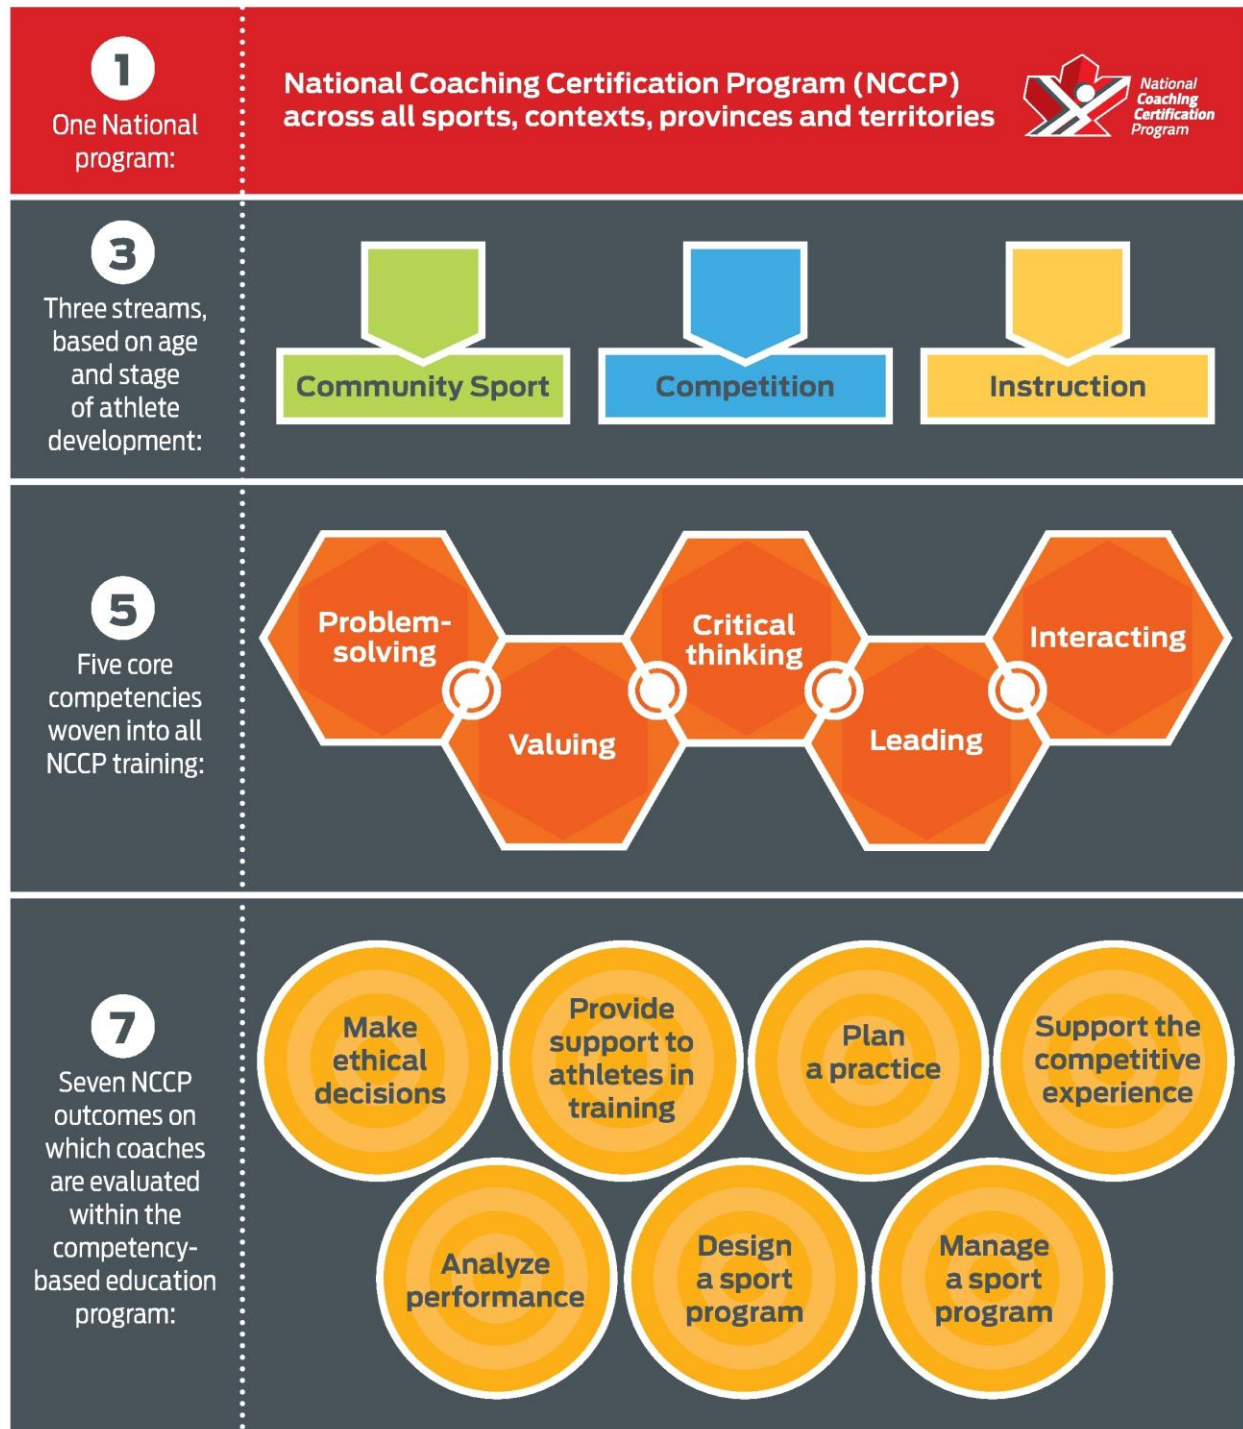 1
One National
program:
National Coaching Certification Program (NCCP)
across all sports, contexts, provinces and territories
National
Coaching
Certification
Program
3
Three streams,
based on age
and stage
of athlete
development:
Community Sport
Competition
Instruction
5
Five core
competencies
woven into all
NCCP training:
Problem-
solving
Valuing
Critical
thinking
Leading
Interacting
7
Seven NCCP
outcomes on
which coaches
are evaluated
within the
competency-
based education
program:
Make
ethical
decisions
Provide
support to
athletes in
training
Plan
a practice
Support the
competitive
experience
Analyze
performance
Design
a sport
program
Manage
a sport
program